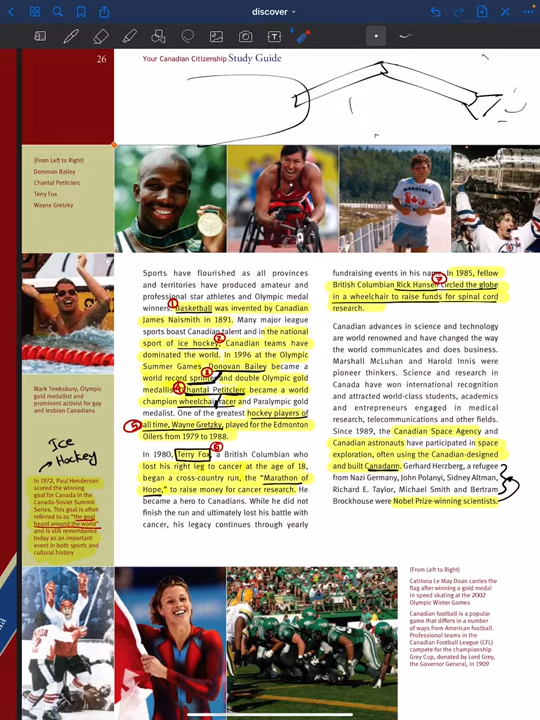 discover
26
Your Canadian Citizenship Study Guide
(From Left to Right)
Donovan Bailey
Chantal Petitclerc
Terry Fox
Wayne Gretzky
MARATHON
Mark Tewksbury, Olympic
gold medallist and
prominent activist for gay
and lesbian Canadians
Ice
Hockey
In 1972, Paul Henderson
scored the winning
goal for Canada in the
Canada-Soviet Summit
Series. This goal is often
referred to as "the goal
heard around the world"
and is still remembered
today as an important
event in both sports and
cultural history
Sports have flourished as all provinces
and territories have produced amateur and
professional star athletes and Olympic medal
winners. Basketball was invented by Canadian
James Naismith in 1891. Many major league
sports boast Canadian talent and in the national
sport of ice hockey, Canadian teams have
dominated the world. In 1996 at the Olympic
Summer Games, Donovan Bailey became a
world record sprinter and double Olympic gold
medallist. Chantal Petitclerc became a world
champion wheelchair racer and Paralympic gold
medalist. One of the greatest hockey players of
all time, Wayne Gretzky, played for the Edmonton
Oilers from 1979 to 1988.
In 1980, Terry Fox, a British Columbian who
lost his right leg to cancer at the age of 18,
began a cross-country run, the "Marathon of
Hope," to raise money for cancer research. He
became a hero to Canadians. While he did not
finish the run and ultimately lost his battle with
cancer, his legacy continues through yearly
fundraising events in his name. In 1985, fellow
British Columbian Rick Hansen circled the globe
in a wheelchair to raise funds for spinal cord
research.
Canadian advances in science and technology
are world renowned and have changed the way
the world communicates and does business.
Marshall McLuhan and Harold Innis were
pioneer thinkers. Science and research in
Canada have won international recognition
and attracted world-class students, academics
and entrepreneurs engaged in medical
research, telecommunications and other fields.
Since 1989, the Canadian Space Agency and
Canadian astronauts have participated in space
exploration, often using the Canadian-designed
and built Canadarm. Gerhard Herzberg, a refugee
from Nazi Germany, John Polanyi, Sidney Altman,
Richard E. Taylor, Michael Smith and Bertram
Brockhouse were Nobel Prize-winning scientists.
(From Left to Right)
Catriona Le May Doan carries the
flag after winning a gold medal
in speed skating at the 2002
Olympic Winter Games
Canadian football is a popular
game that differs in a number
of ways from American football.
Professional teams in the
Canadian Football League (CFL)
compete for the championship
Grey Cup, donated by Lord Grey,
the Governor General, in 1909